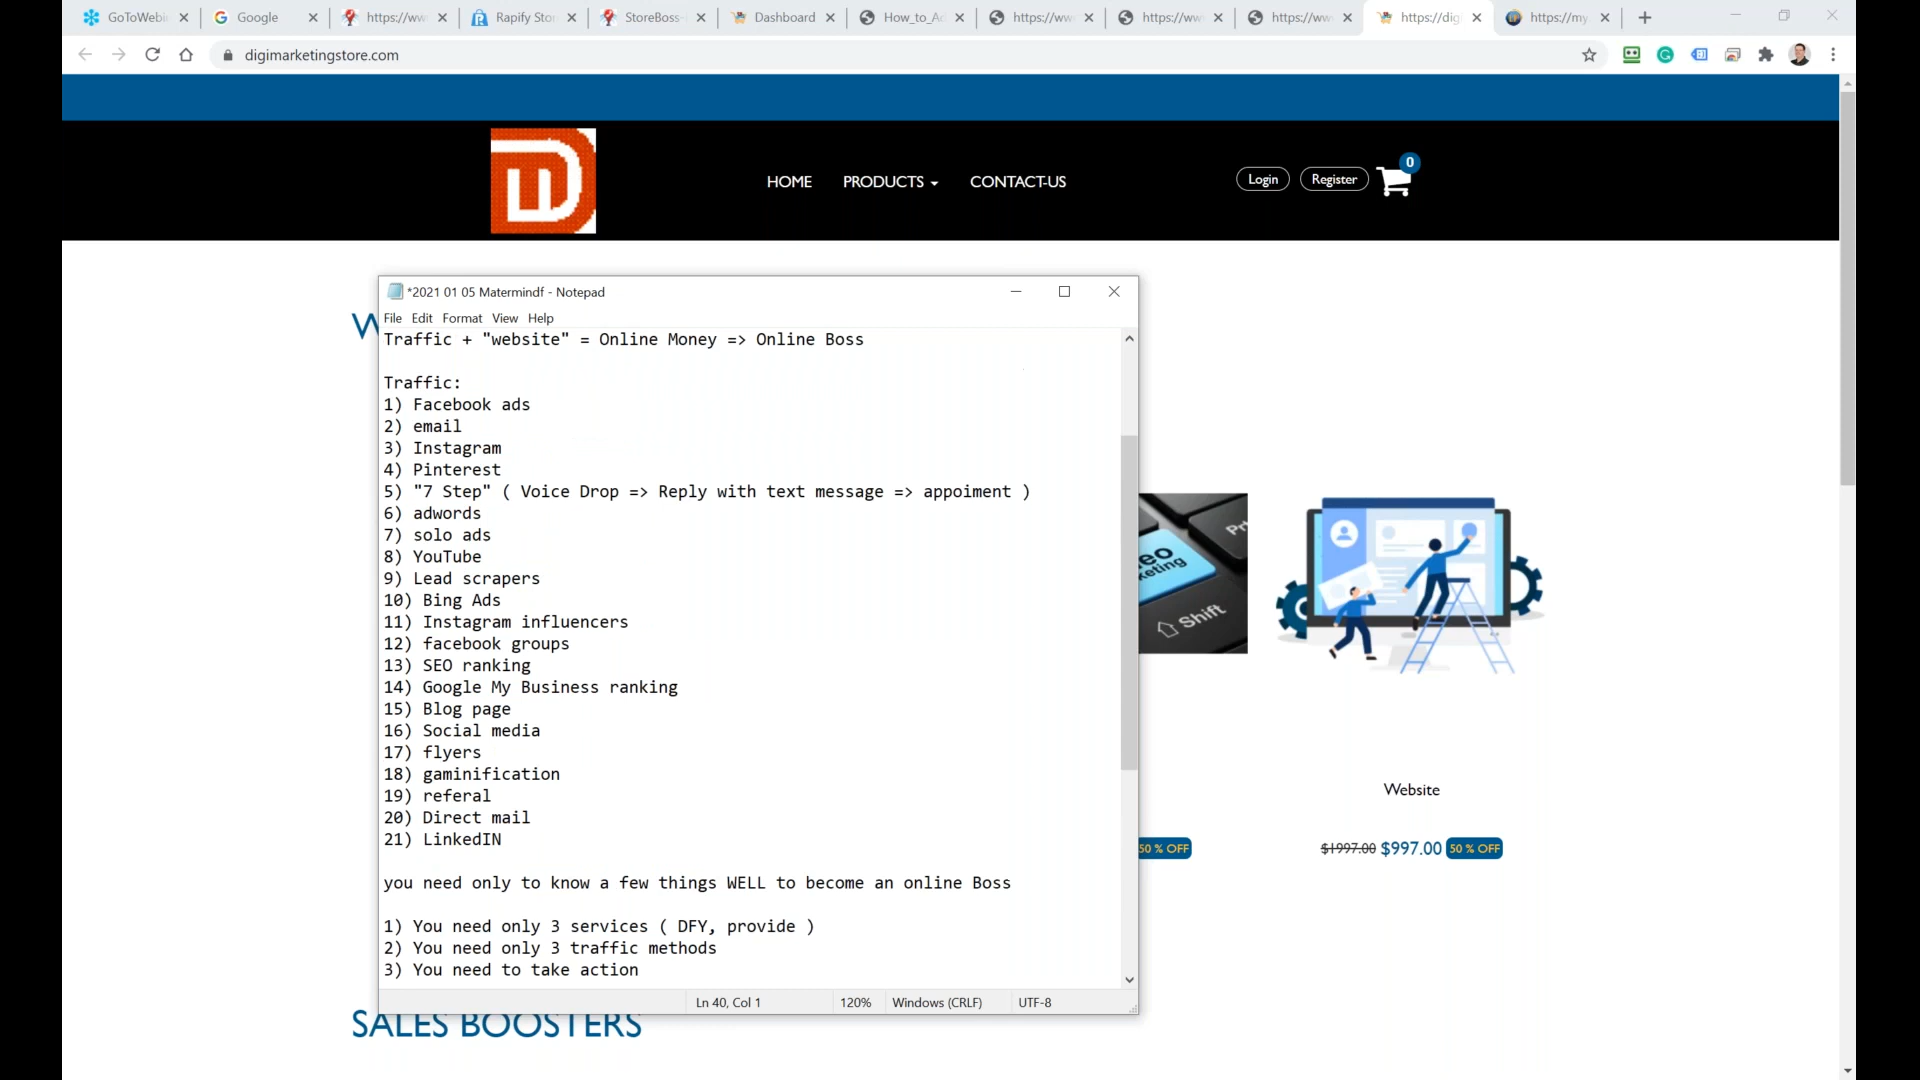 GoToWebin
Google
https://ww
Rapify Stor
StoreBoss-
Dashboard
How_to_Ad
https://ww
https://ww
https://ww
https://dig
https://my
digimarketingstore.com
HOME
PRODUCTS
CONTACT-US
Login
Register
0
*2021 01 05 Matermindf - Notepad
File Edit Format View Help
Traffic + "website" = Online Money => Online Boss
Traffic:
1) Facebook ads
2) email
3) Instagram
4) Pinterest
5) "7 Step" ( Voice Drop => Reply with text message => appoiment )
6) adwords
7) solo ads
8) YouTube
9) Lead scrapers
10) Bing Ads
11) Instagram influencers
12) facebook groups
13) SEO ranking
14) Google My Business ranking
15) Blog page
16) Social media
17) flyers
18) gaminification
19) referal
20) Direct mail
21) LinkedIN
you need only to know a few things WELL to become an online Boss
1) You need only 3 services ( DFY, provide )
2) You need only 3 traffic methods
3) You need to take action
Ln 40, Col 1
120%
Windows (CRLF)
UTF-8
Shift
Website
50 % OFF
$1997.00 $997.00 50 % OFF
SALES BOOSTERS